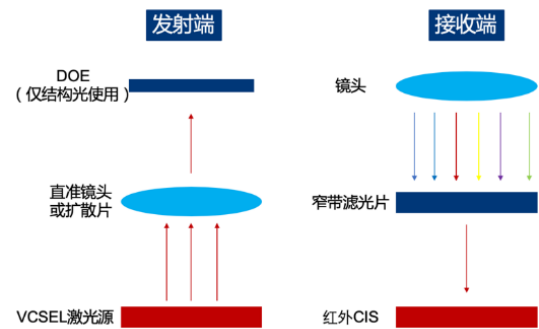 发射端
DOE
（仅结构光使用）
直准镜头
或扩散片
VCSEL激光源
接收端
镜头
窄带滤光片
红外CIS